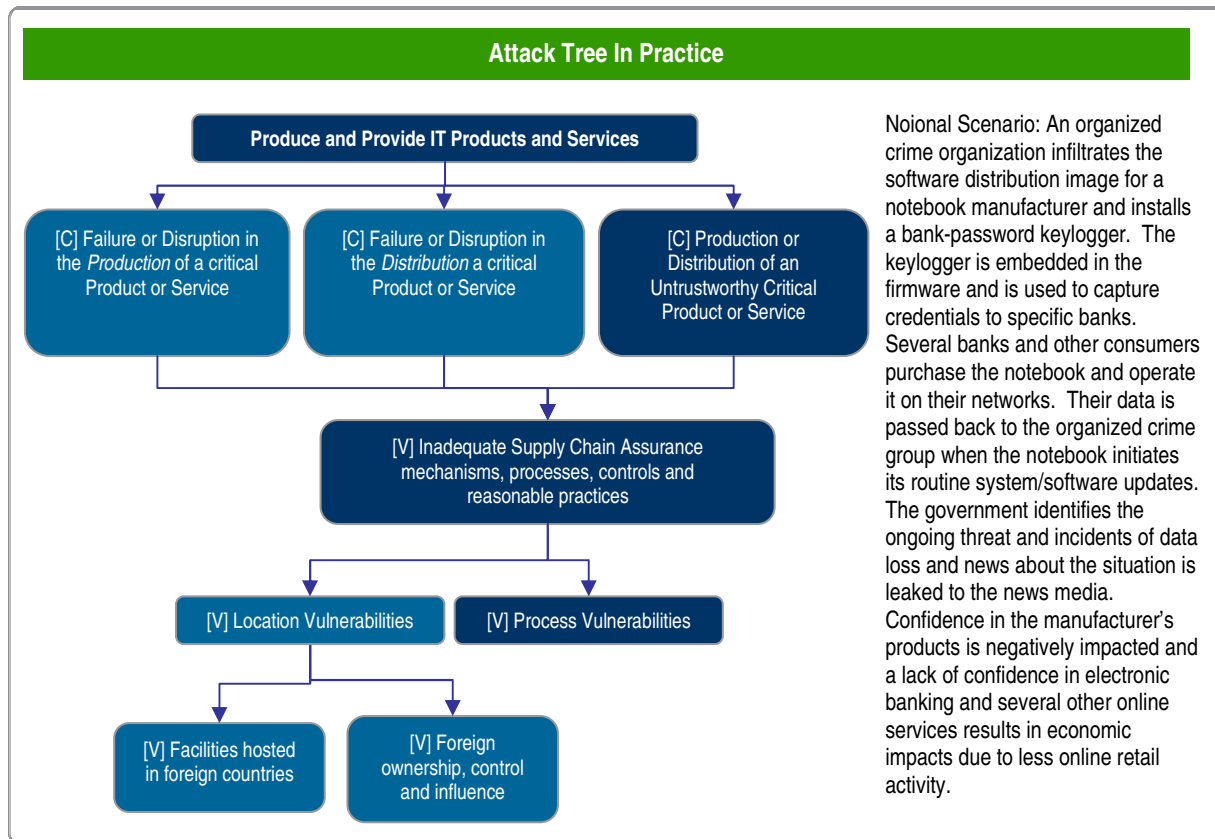 Attack Tree In Practice
Produce and Provide IT Products and Services
[C] Failure or Disruption in
the Production of a critical
Product or Service
[C] Failure or Disruption in
the Distribution a critical
Product or Service
[C] Production or
Distribution of an
Untrustworthy Critical
Product or Service
[V] Inadequate Supply Chain Assurance
mechanisms, processes, controls and
reasonable practices
[V] Location Vulnerabilities
[V] Process Vulnerabilities
[V] Facilities hosted
in foreign countries
[V] Foreign
ownership, control
and influence
Noional Scenario: An organized
crime organization infiltrates the
software distribution image for a
notebook manufacturer and installs
a bank-password keylogger. The
keylogger is embedded in the
firmware and is used to capture
credentials to specific banks.
Several banks and other consumers
purchase the notebook and operate
it on their networks. Their data is
passed back to the organized crime
group when the notebook initiates
its routine system/software updates.
The government identifies the
ongoing threat and incidents of data
loss and news about the situation is
leaked to the news media.
Confidence in the manufacturer's
products is negatively impacted and
a lack of confidence in electronic
banking and several other online
services results in economic
impacts due to less online retail
activity.